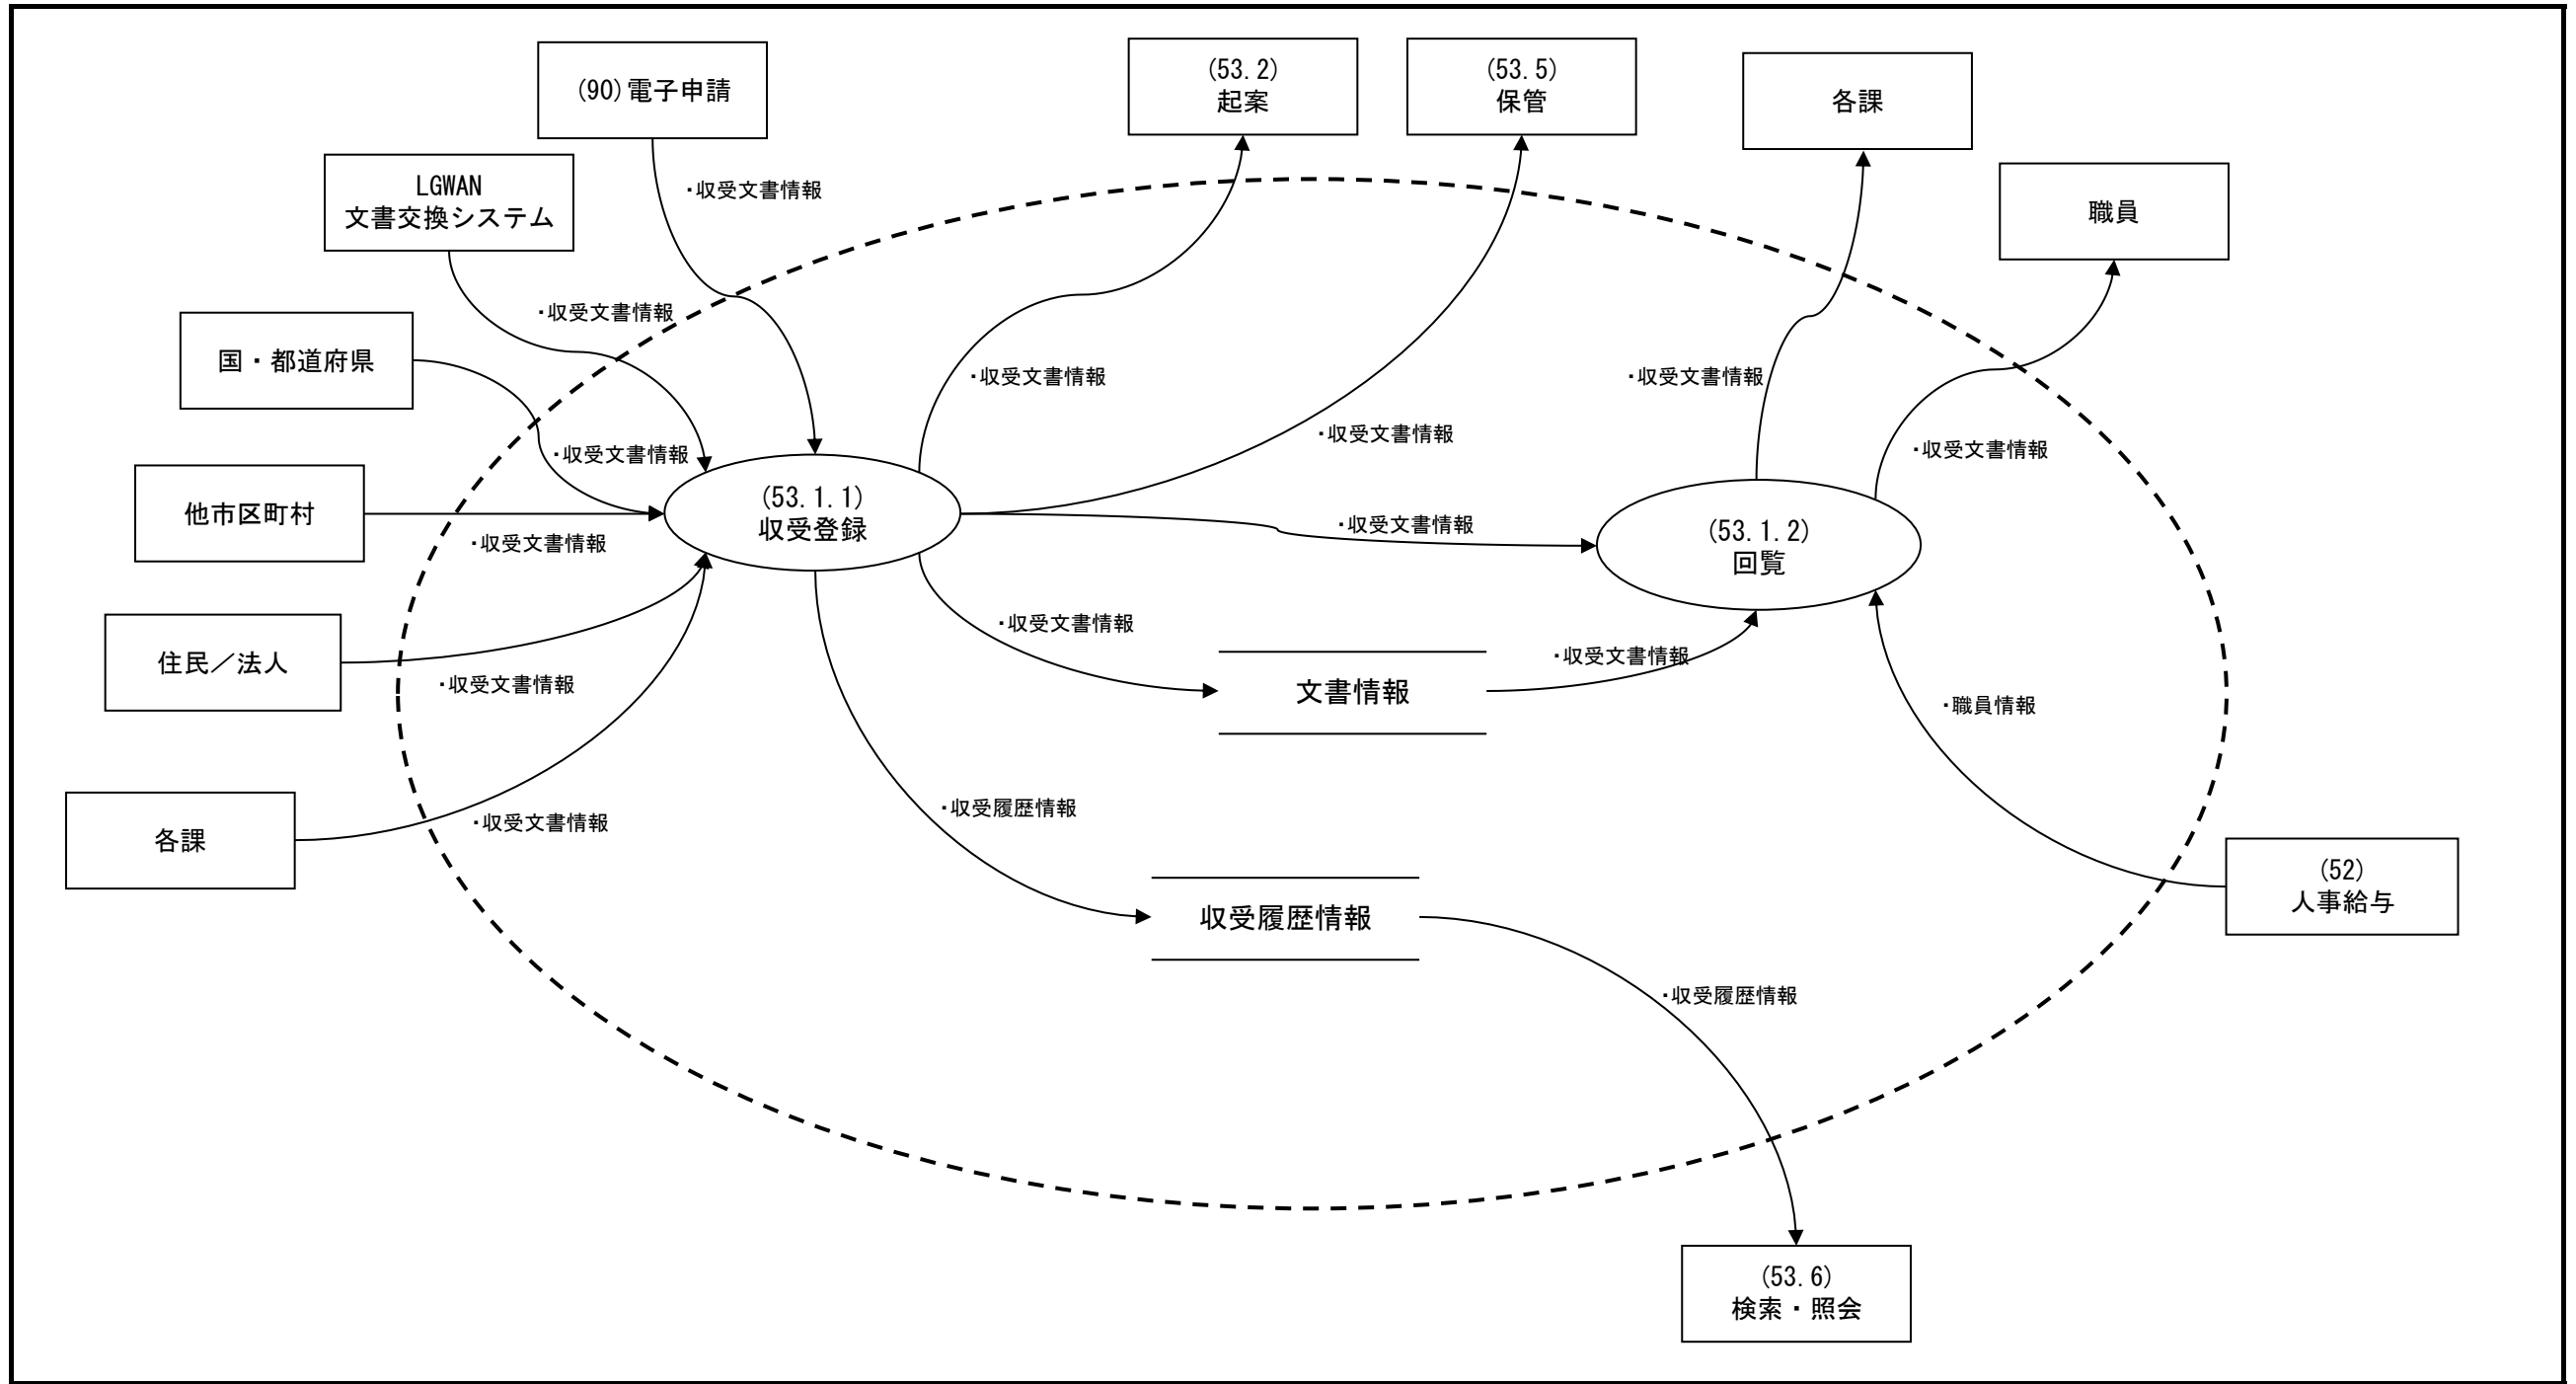 (90)電子申請
(53.2)
起案
(53.5)
保管
各課
LGWAN
文書交換システム
・収受文書情報
職員
・収受文書情報
国・都道府県
・収受文書情報
・収受文書情報
・収受文書情報
・収受文書情報
・収受文書情報
他市区町村
(53.1.1)
収受登録
・収受文書情報
(53.1.2)
回覧
・収受文書情報
・収受文書情報
住民／法人
・収受文書情報
・収受文書情報
文書情報
・職員情報
・収受履歴情報
各課
・収受文書情報
(52)
人事給与
収受履歴情報
・収受履歴情報
(53.6)
検索・照会